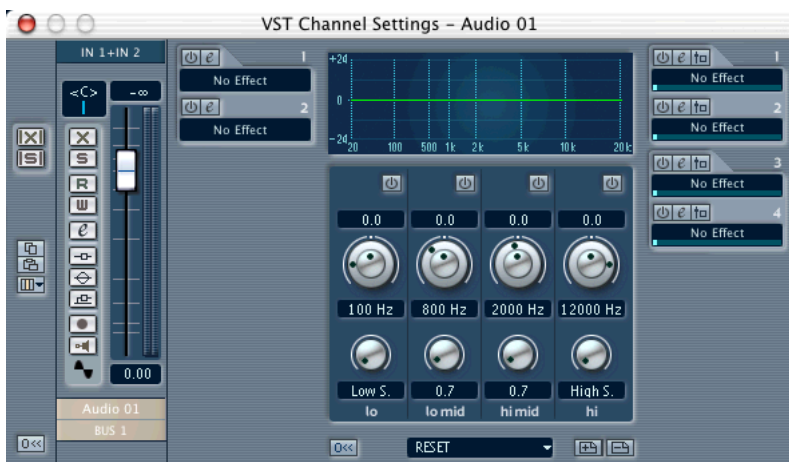 VST Channel Settings – Audio 01
IN 1+IN 2
<C>
-∞
X
S
X
S
R
W
e
0.00
Audio 01
BUS 1
0<<
e
1
No Effect
e
2
No Effect
+24
0
-24
20
100
500
1k
2k
5k
10k
20k
0.0
0.0
0.0
0.0
100 Hz
800 Hz
2000 Hz
12000 Hz
Low S.
0.7
0.7
High S.
lo
lo mid
hi mid
hi
0<<
RESET
e
1
No Effect
e
2
No Effect
e
3
No Effect
e
4
No Effect